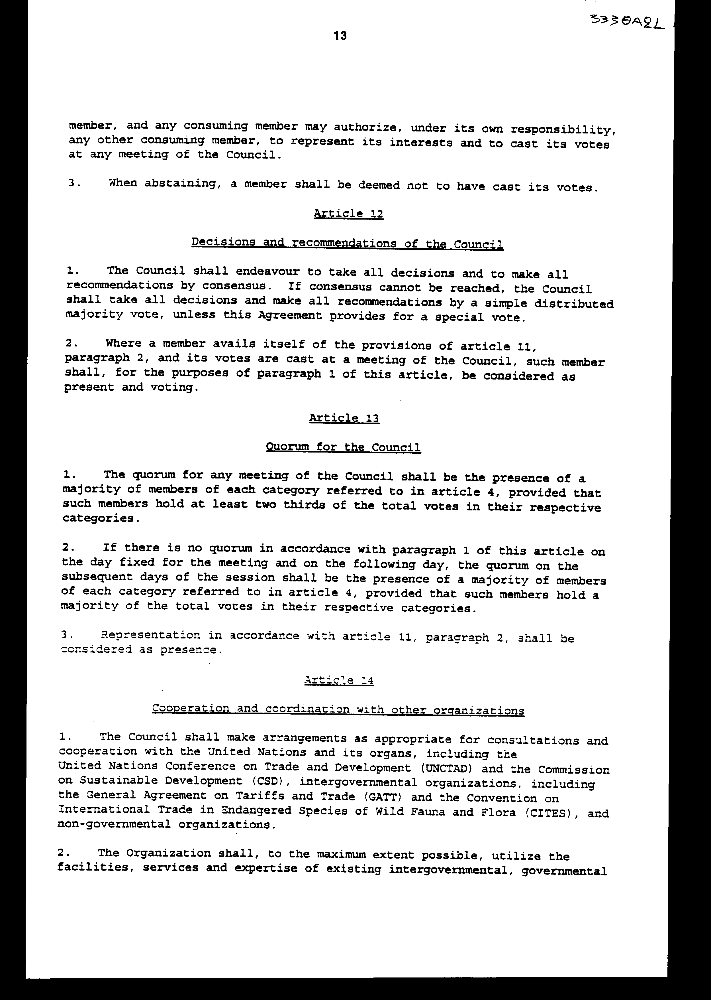 13
member, and any consuming member may authorize, under its own responsibility,
any other consuming member, to represent its interests and to cast its votes
at any meeting of the Council.
3. When abstaining, a member shall be deemed not to have cast its votes.
Article 12
Decisions and recommendations of the Council
1. The Council shall endeavour to take all decisions and to make all
recommendations by consensus. If consensus cannot be reached, the Council
shall take all decisions and make all recommendations by a simple distributed
majority vote, unless this Agreement provides for a special vote.
2. Where a member avails itself of the provisions of article 11,
paragraph 2, and its votes are cast at a meeting of the Council, such member
shall, for the purposes of paragraph 1 of this article, be considered as
present and voting.
Article 13
Quorum for the Council
1. The quorum for any meeting of the Council shall be the presence of a
majority of members of each category referred to in article 4, provided that
such members hold at least two thirds of the total votes in their respective
categories.
2. If there is no quorum in accordance with paragraph 1 of this article on
the day fixed for the meeting and on the following day, the quorum on the
subsequent days of the session shall be the presence of a majority of members
of each category referred to in article 4, provided that such members hold a
majority of the total votes in their respective categories.
3. Representation in accordance with article 11, paragraph 2, shall be
considered as presence.
Article 14
Cooperation and coordination with other organizations
1. The Council shall make arrangements as appropriate for consultations and
cooperation with the United Nations and its organs, including the
United Nations Conference on Trade and Development (UNCTAD) and the Commission
on Sustainable Development (CSD), intergovernmental organizations, including
the General Agreement on Tariffs and Trade (GATT) and the Convention on
International Trade in Endangered Species of Wild Fauna and Flora (CITES), and
non-governmental organizations.
2. The Organization shall, to the maximum extent possible, utilize the
facilities, services and expertise of existing intergovernmental, governmental